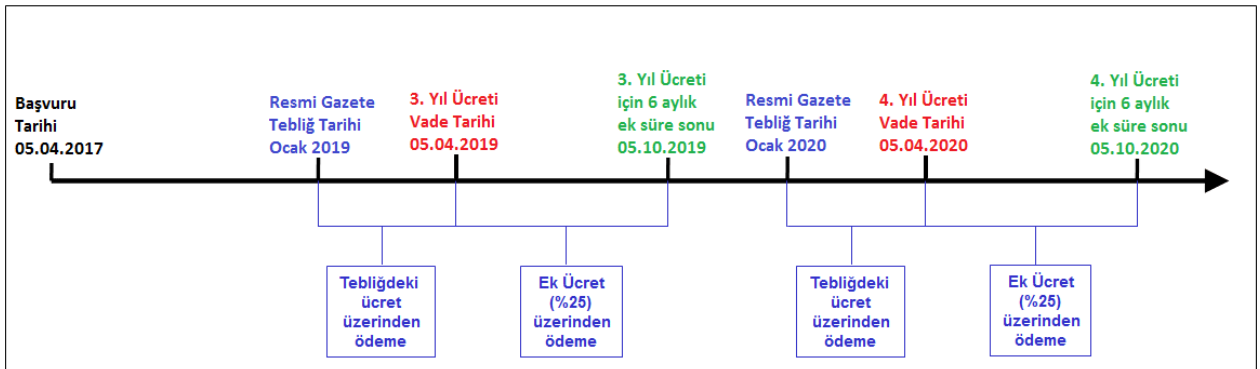 Başvuru
Tarihi
05.04.2017
Resmi Gazete
Tebliğ Tarihi
Ocak 2019
3. Yıl Ücreti
Vade Tarihi
05.04.2019
3. Yıl Ücreti
için 6 aylık
ek süre sonu
05.10.2019
Resmi Gazete
Tebliğ Tarihi
Ocak 2020
4. Yıl Ücreti
Vade Tarihi
05.04.2020
4. Yıl Ücreti
için 6 aylık
ek süre sonu
05.10.2020
Tebliğdeki
ücret
üzerinden
ödeme
Ek Ücret
(%25)
üzerinden
ödeme
Tebliğdeki
ücret
üzerinden
ödeme
Ek Ücret
(%25)
üzerinden
ödeme